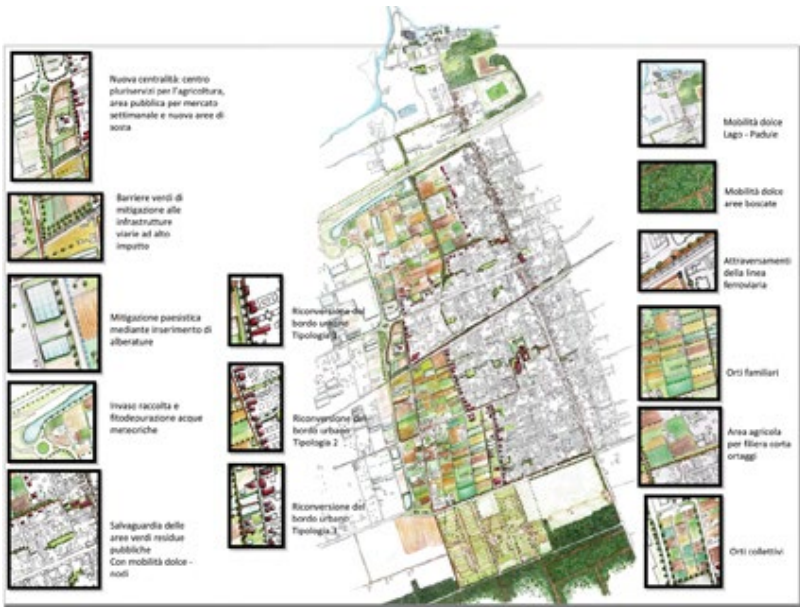 Nuova centralità: centro
pluriservizi per l'agricoltura,
area pubblica per mercato
settimanale e nuova aree di
sosta
Barriere verdi di
mitigazione alle
infrastrutture
viarie ad alto
impatto
Mitigazione paesistica
mediante inserimento di
alberature
Invaso raccolta e
fitodepurazione acque
meteoriche
Salvaguardia delle
aree verdi residue
pubbliche
Con mobilità dolce -
nodi
Riconversione del
bordo urbano
Tipologia
Riconversione del
bordo urbano
Tipologia 2
Riconversione del
bordo urbano
Tipologia 3
Mobilità dolce
Lago - Padule
Mobilità dolce
aree boscate
Attraversamenti
della linea
ferroviaria
Orti familiari
Area agricola
per filiera corta
ortaggi
Orti collettivi